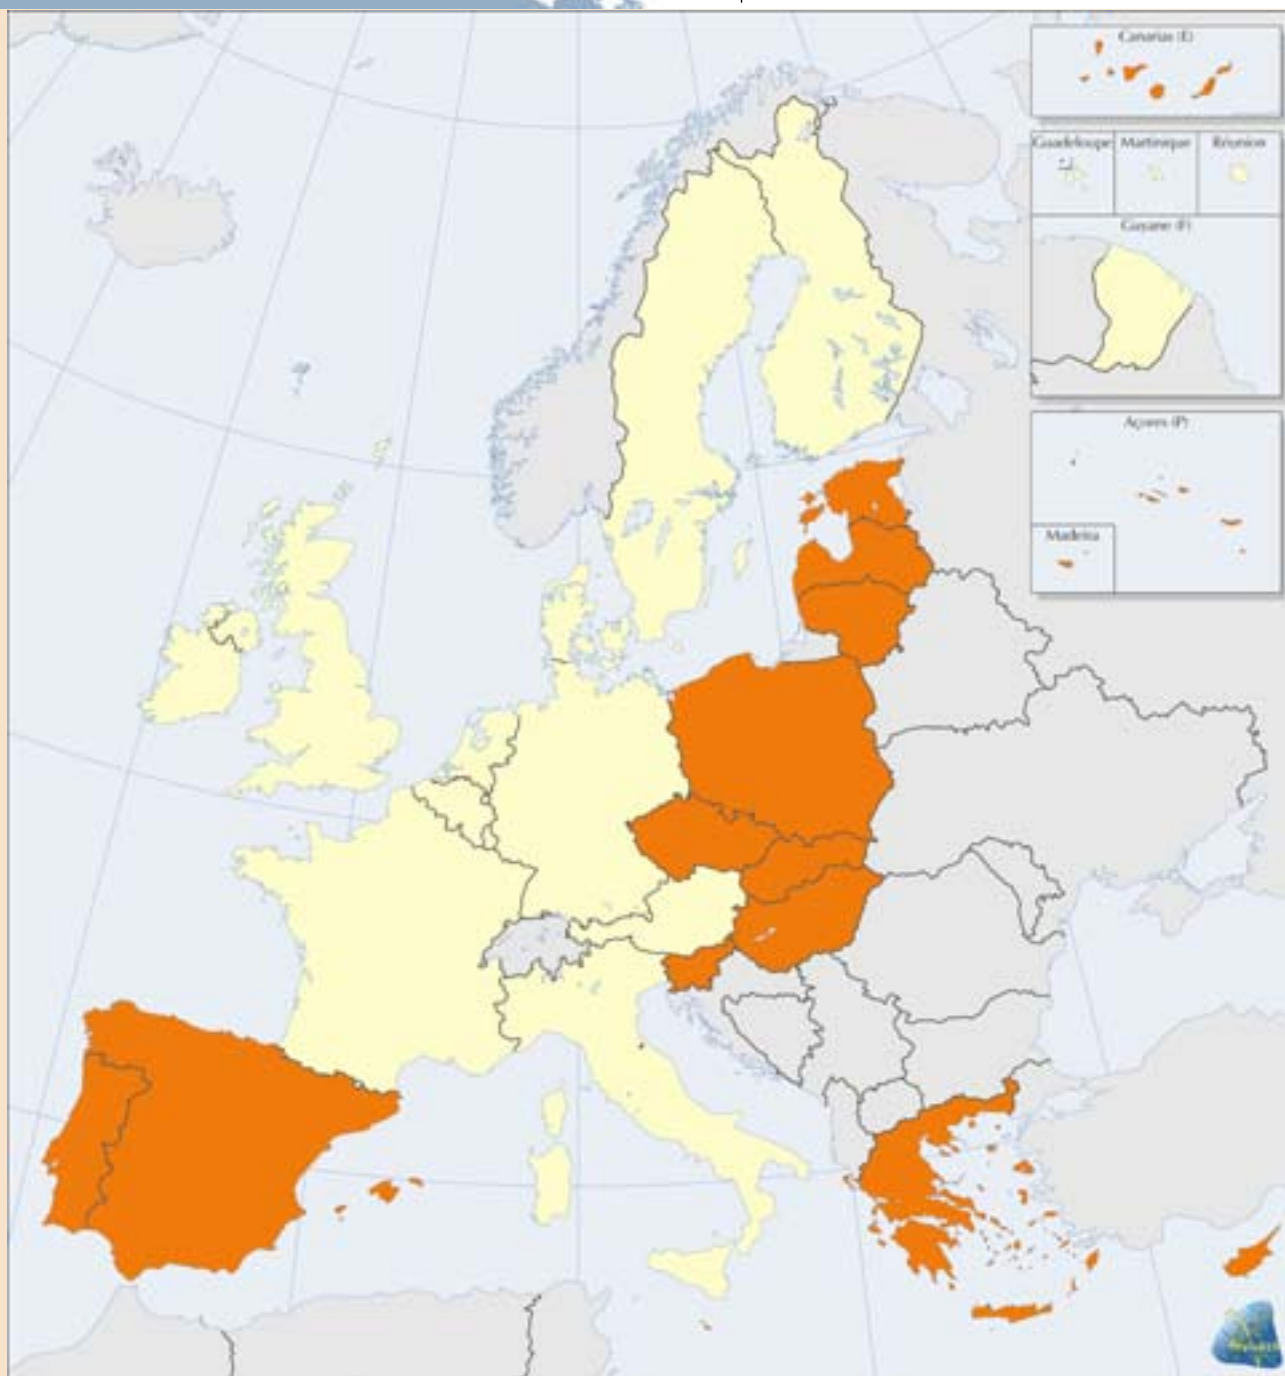 Canarias (E)
Guadeloupe Martinique Réunion
Guyane (F)
Açores (P)
Madeira